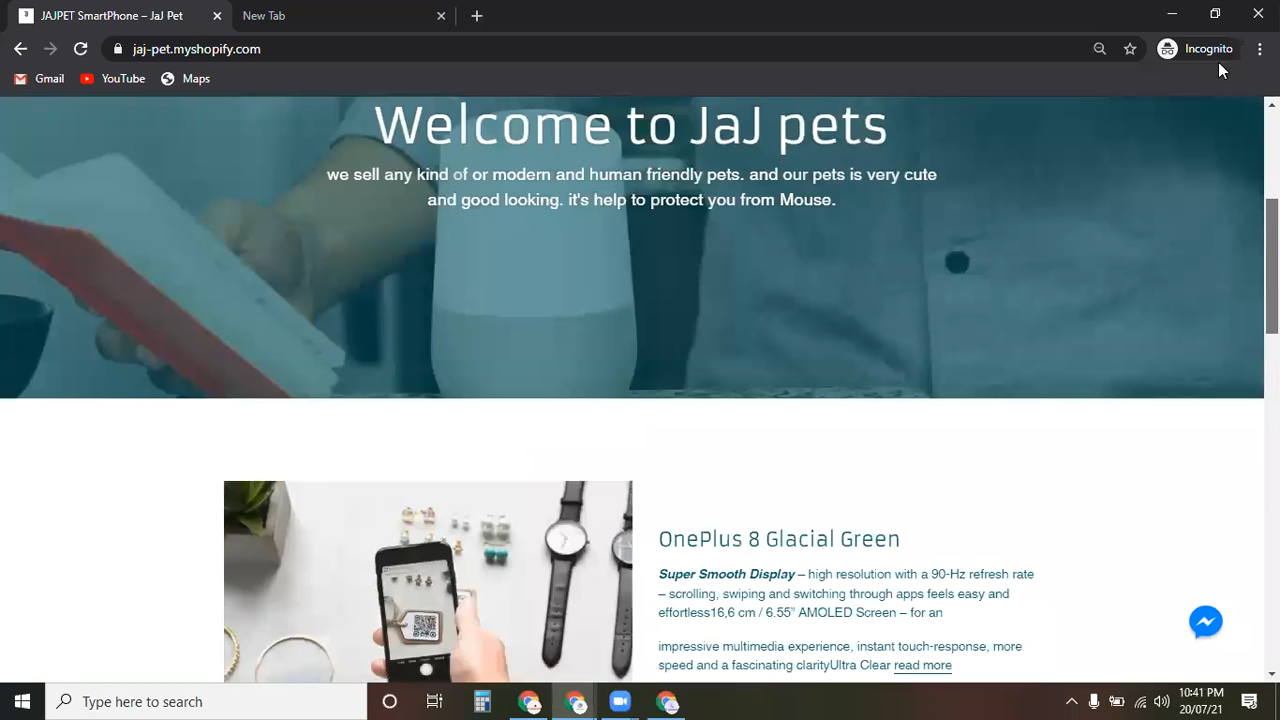 JAJPET SmartPhone – JaJ Pet
New Tab
jaj-pet.myshopify.com
Incognito
Gmail
YouTube
Maps
Welcome to JaJ pets
we sell any kind of or modern and human friendly pets. and our pets is very cute
and good looking. it's help to protect you from Mouse.
OnePlus 8 Glacial Green
Super Smooth Display – high resolution with a 90-Hz refresh rate
– scrolling, swiping and switching through apps feels easy and
effortless16,6 cm / 6.55” AMOLED Screen – for an
impressive multimedia experience, instant touch-response, more
speed and a fascinating clarityUltra Clear read more
Type here to search
10:41 PM
20/07/21